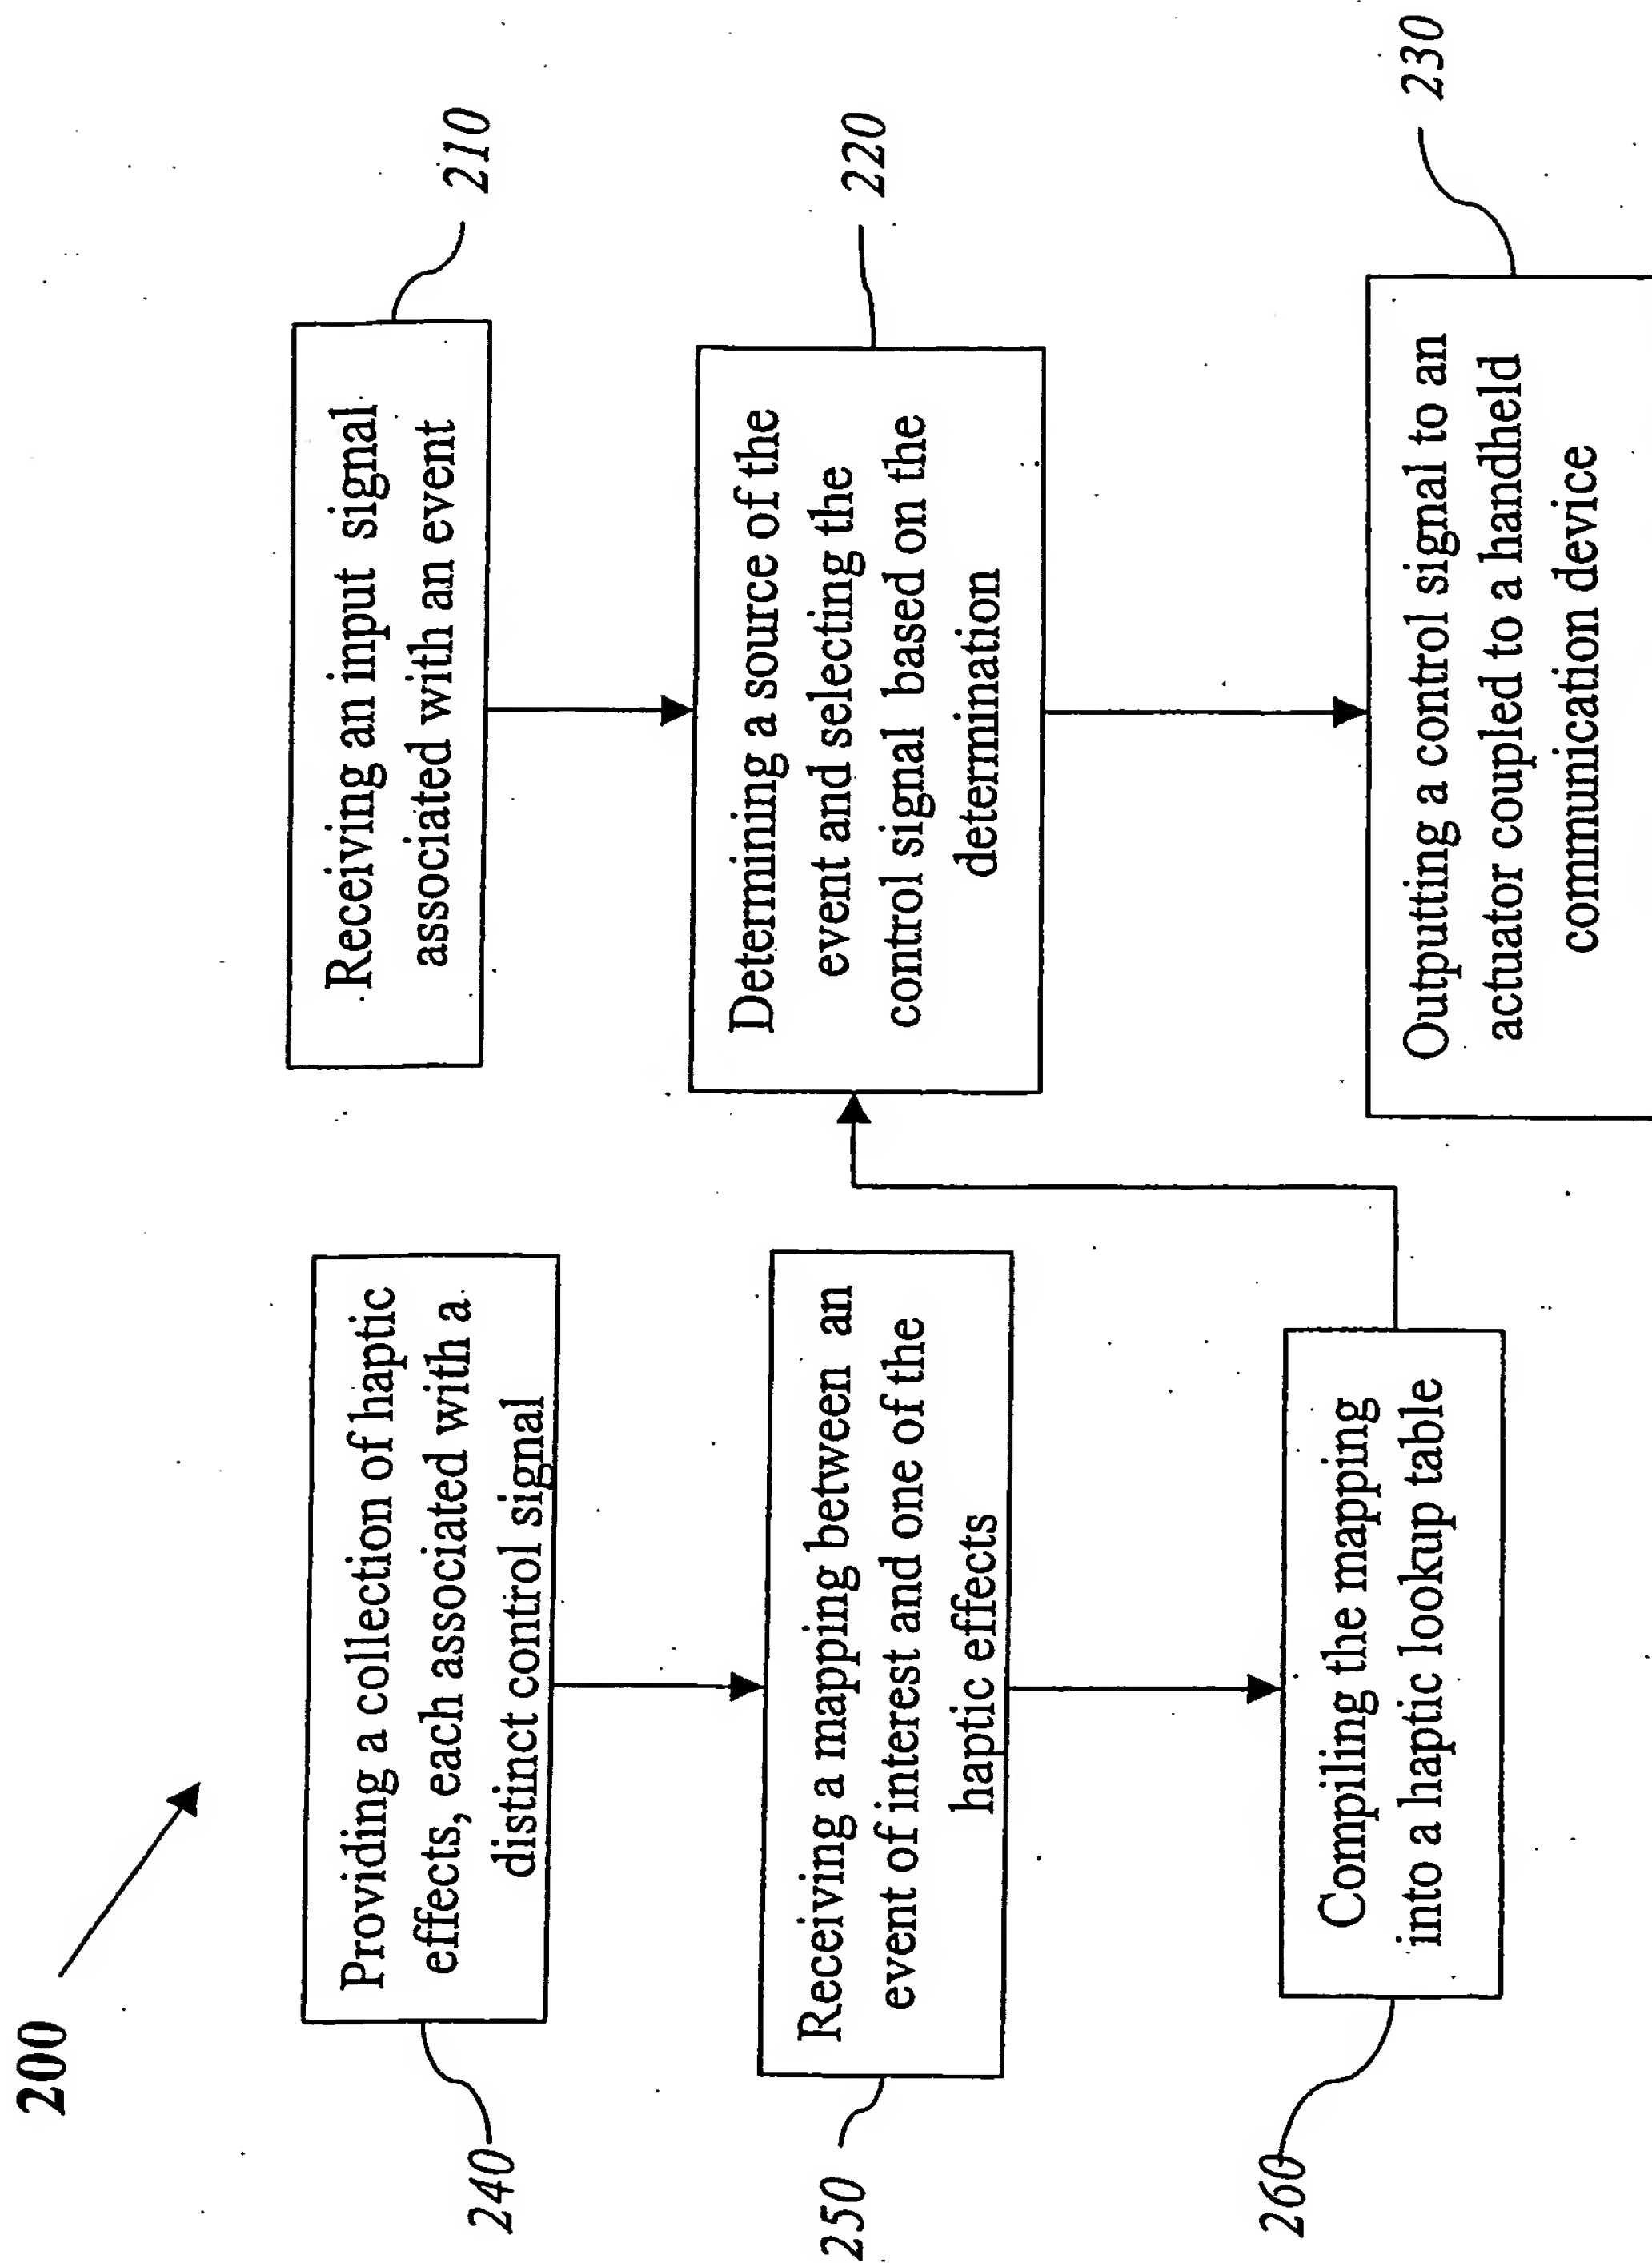 200
Providing a collection of haptic
effects, each associated with a
distinct control signal
240
Receiving a mapping between an
event of interest and one of the
haptic effects
250
Compiling the mapping
into a haptic lookup table
260
Receiving an input signal
associated with an event
210
Determining a source of the
event and selecting the
control signal based on the
determination
220
Outputting a control signal to an
actuator coupled to a handheld
communication device
230